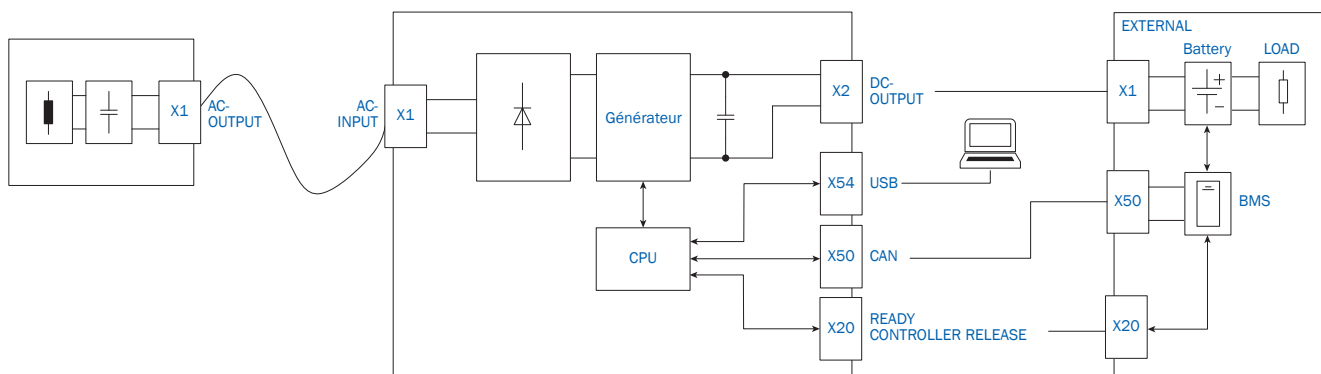 X1
AC-
OUTPUT
AC-
INPUT
X1
Générateur
CPU
X2
DC-
OUTPUT
X54
USB
X50
CAN
X20
READY
CONTROLLER RELEASE
EXTERNAL
Battery
LOAD
X1
+
−
X50
BMS
X20